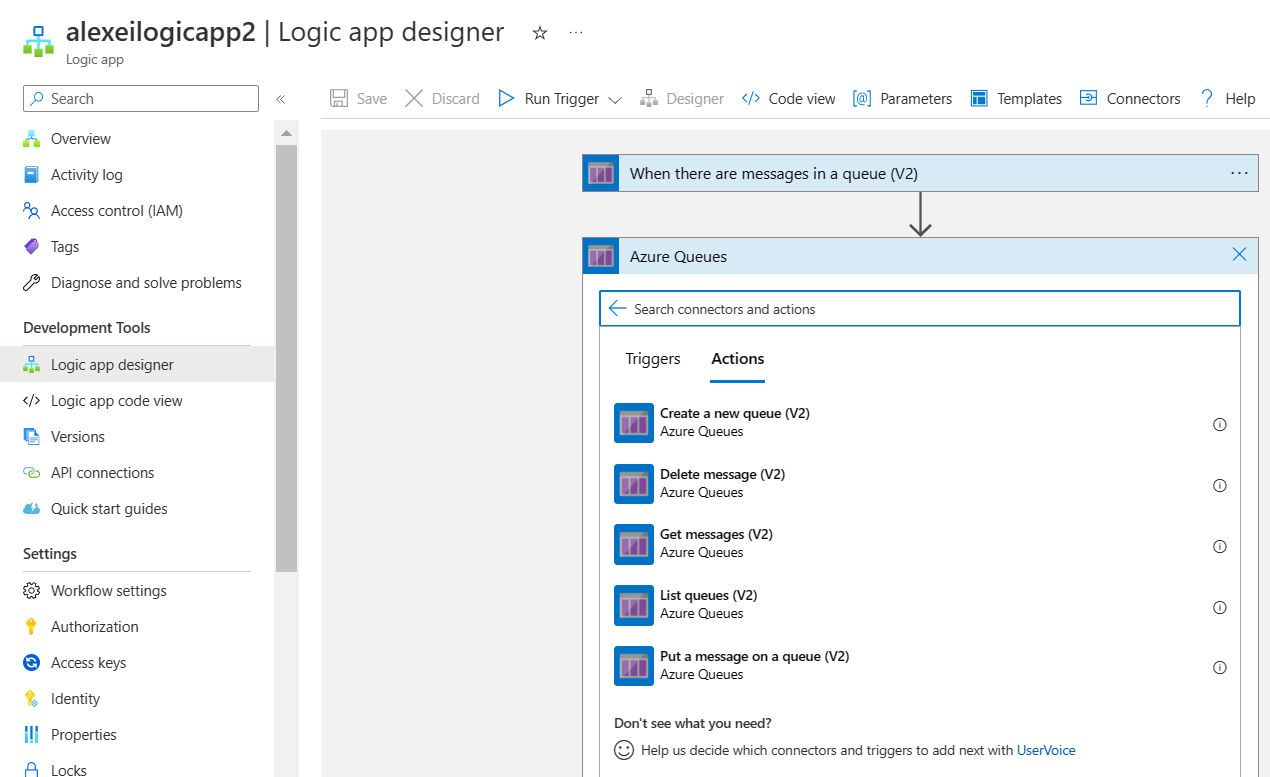 alexeilogicapp2 | Logic app designer
Logic app
Search
Save Discard Run Trigger Designer Code view Parameters Templates Connectors Help
Overview
Activity log
Access control (IAM)
Tags
Diagnose and solve problems
Development Tools
Logic app designer
Logic app code view
Versions
API connections
Quick start guides
Settings
Workflow settings
Authorization
Access keys
Identity
Properties
Locks
When there are messages in a queue (V2)
Azure Queues
Search connectors and actions
Triggers Actions
Create a new queue (V2)
Azure Queues
Delete message (V2)
Azure Queues
Get messages (V2)
Azure Queues
List queues (V2)
Azure Queues
Put a message on a queue (V2)
Azure Queues
Don't see what you need?
Help us decide which connectors and triggers to add next with UserVoice